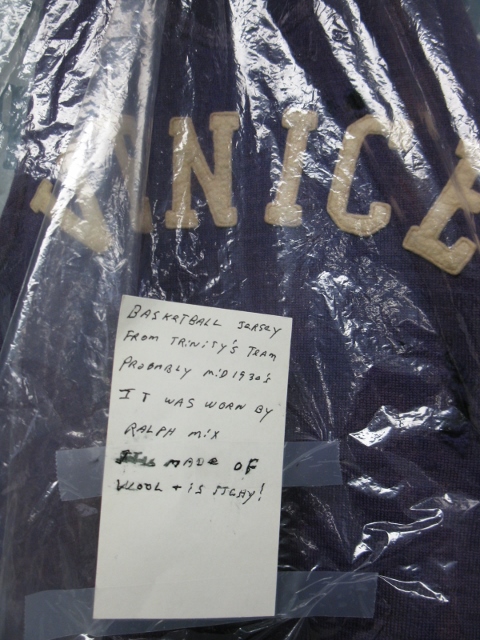 VENICE
BASKETBALL JERSEY
FROM TRINITY'S TEAM
PROBABLY MID 1930's
IT WAS WORN BY
RALPH MIX
MADE OF
WOOL + IS ITCHY!